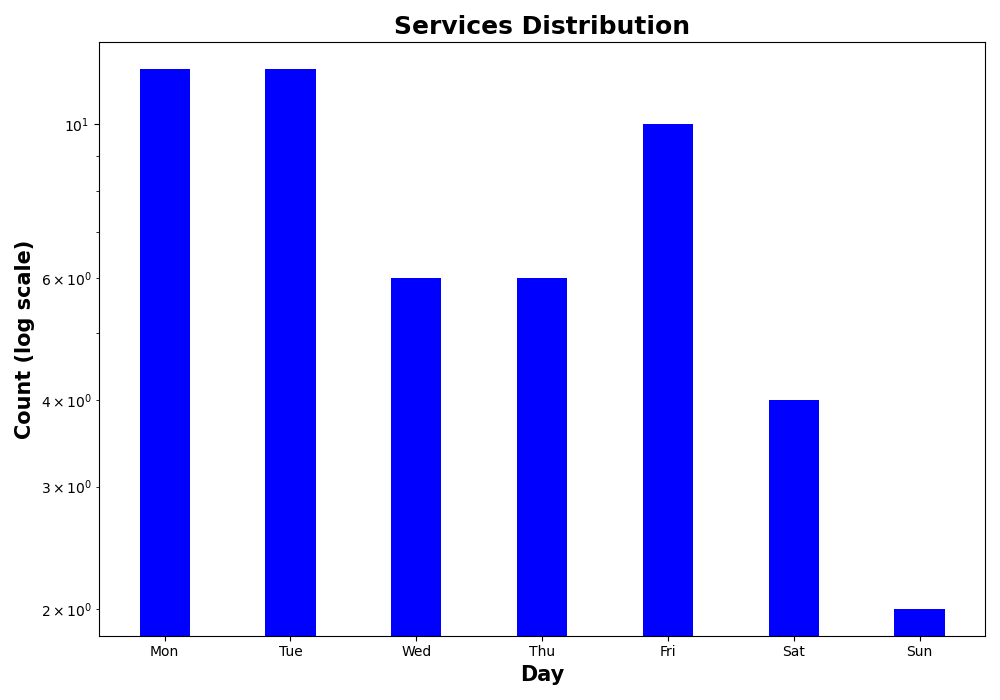 Services Distribution
Count (log scale)
10¹
6 × 10⁰
4 × 10⁰
3 × 10⁰
2 × 10⁰
Mon Tue Wed Thu Fri Sat Sun
Day